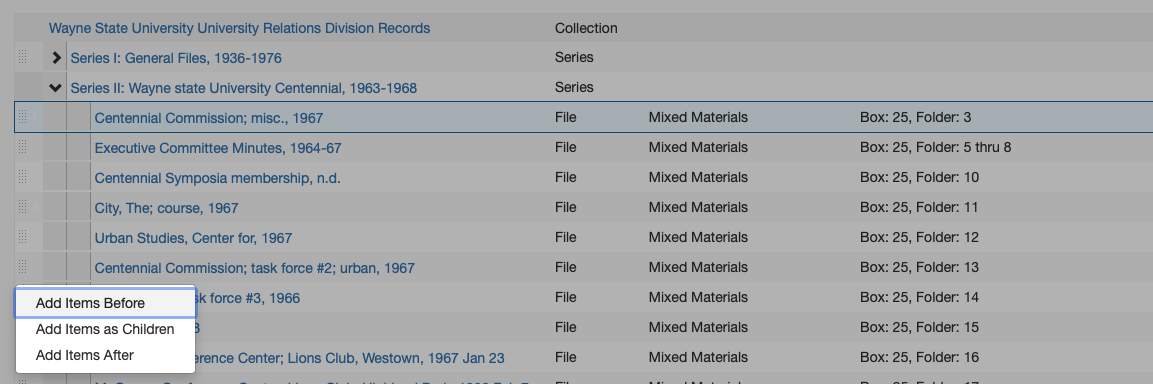 Wayne State University University Relations Division Records Collection
Series I: General Files, 1936-1976 Series
Series II: Wayne state University Centennial, 1963-1968 Series
Centennial Commission; misc., 1967 File Mixed Materials Box: 25, Folder: 3
Executive Committee Minutes, 1964-67 File Mixed Materials Box: 25, Folder: 5 thru 8
Centennial Symposia membership, n.d. File Mixed Materials Box: 25, Folder: 10
City, The; course, 1967 File Mixed Materials Box: 25, Folder: 11
Urban Studies, Center for, 1967 File Mixed Materials Box: 25, Folder: 12
Centennial Commission; task force #2; urban, 1967 File Mixed Materials Box: 25, Folder: 13
Add Items Before
force #3, 1966 File Mixed Materials Box: 25, Folder: 14
Add Items as Children
File Mixed Materials Box: 25, Folder: 15
Add Items After
Center; Lions Club, Westown, 1967 Jan 23 File Mixed Materials Box: 25, Folder: 16